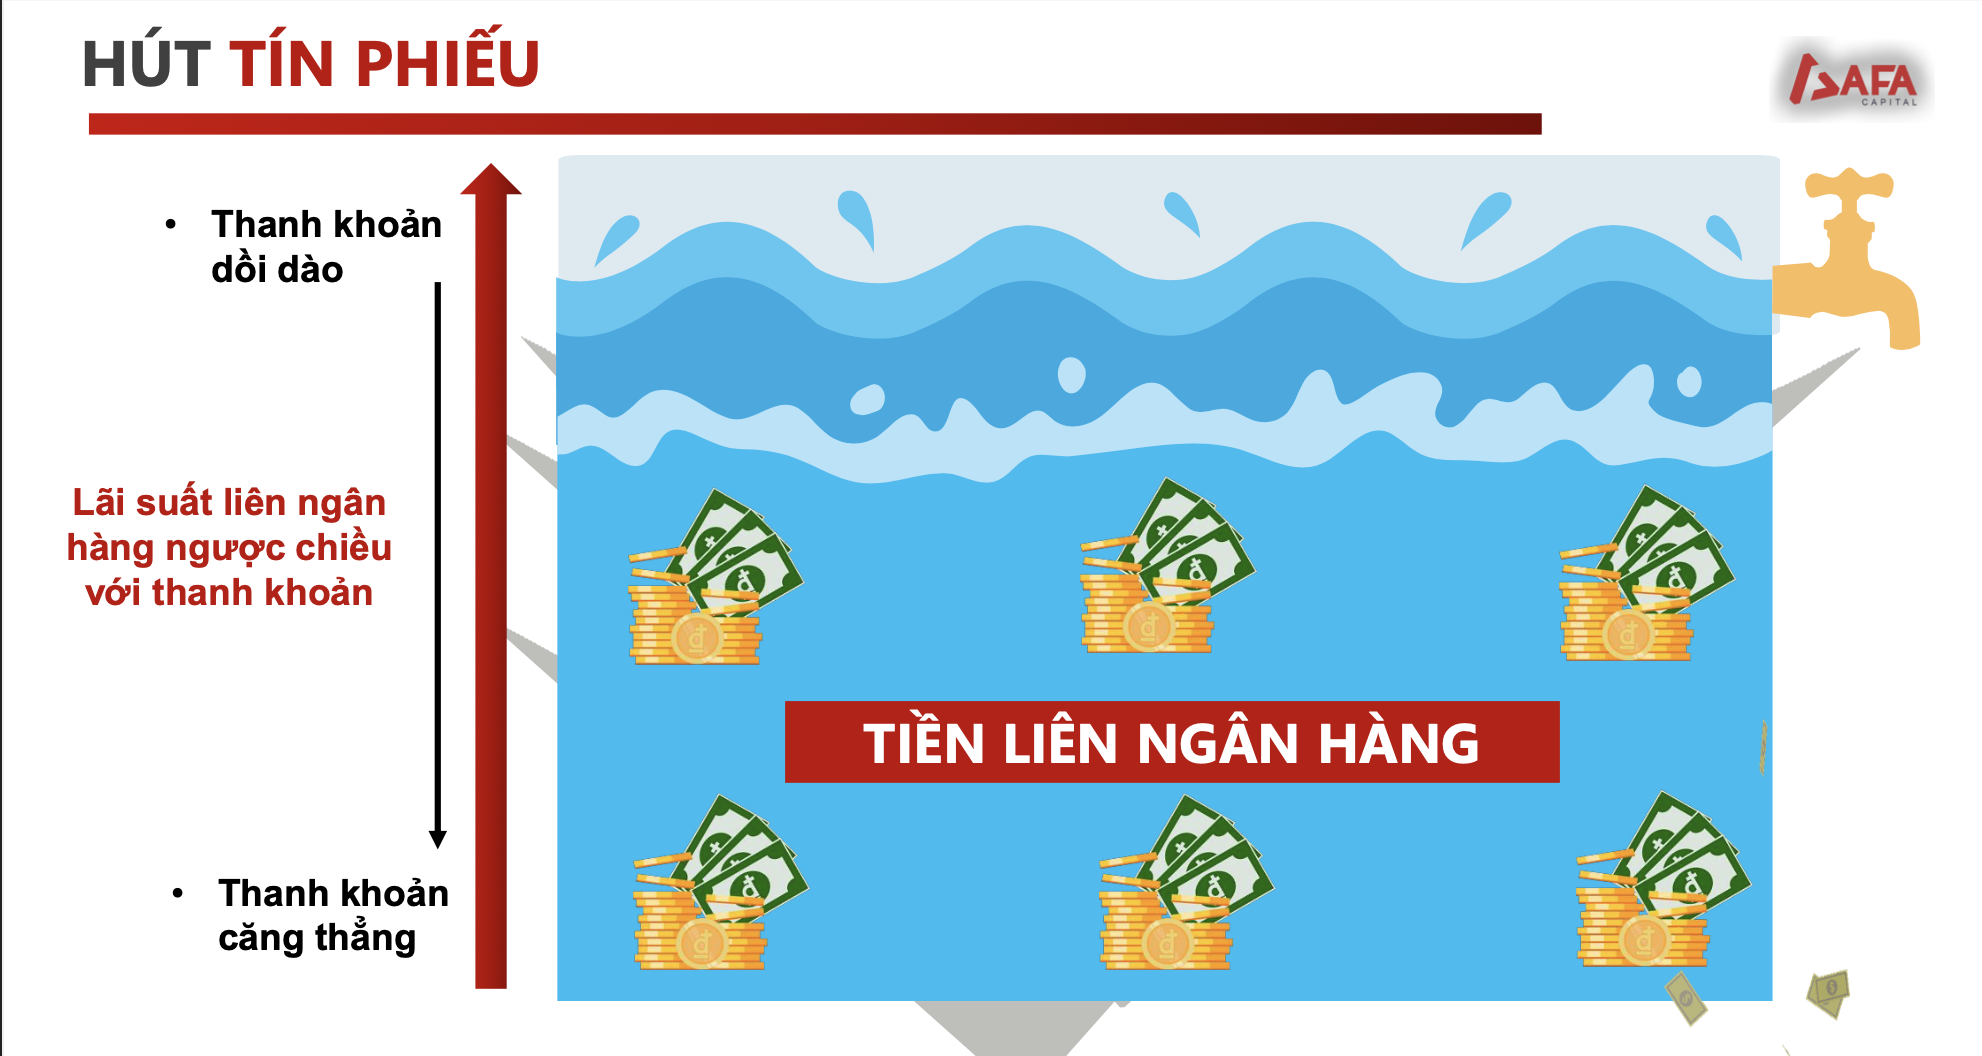 HÚT TÍN PHIẾU
AFA
CAPITAL
• Thanh khoản
dồi dào
Lãi suất liên ngân
hàng ngược chiều
với thanh khoản
TIỀN LIÊN NGÂN HÀNG
• Thanh khoản
căng thẳng